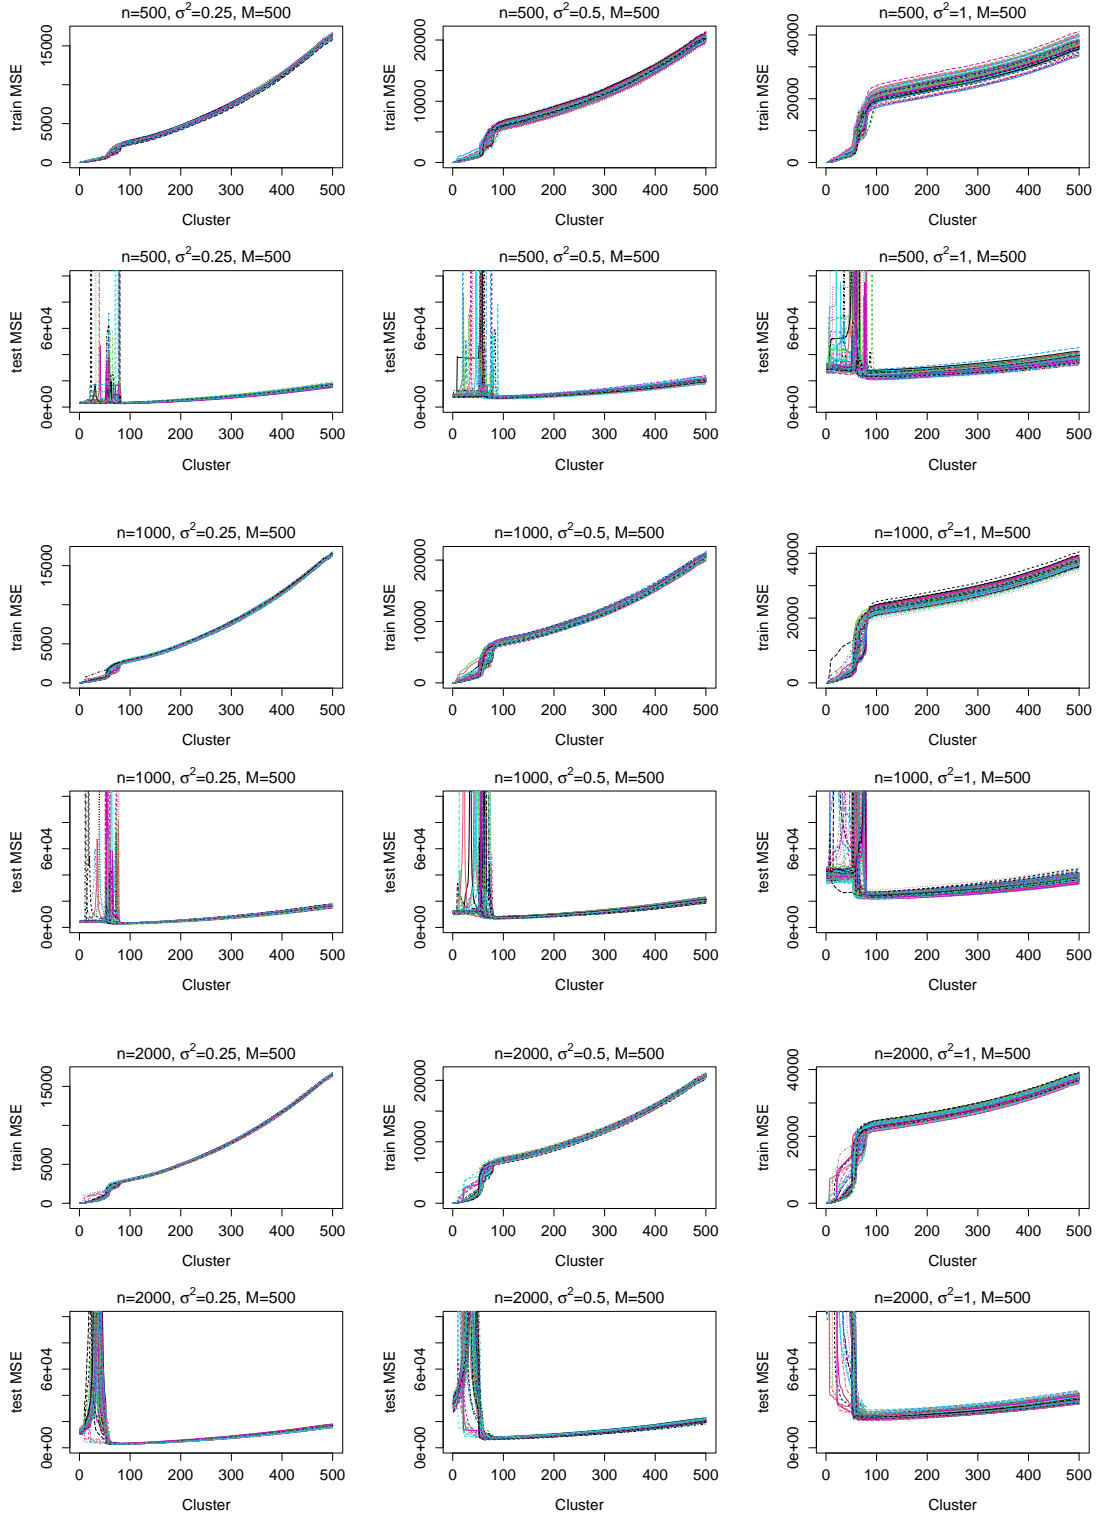 n=500, σ²=0.25, M=500
train MSE
0 5000 15000
0 100 200 300 400 500
Cluster
n=500, σ²=0.5, M=500
train MSE
0 10000 20000
0 100 200 300 400 500
Cluster
n=500, σ²=1, M=500
train MSE
0 20000 40000
0 100 200 300 400 500
Cluster
n=500, σ²=0.25, M=500
test MSE
0e+00 6e+04
0 100 200 300 400 500
Cluster
n=500, σ²=0.5, M=500
test MSE
0e+00 6e+04
0 100 200 300 400 500
Cluster
n=500, σ²=1, M=500
test MSE
0e+00 6e+04
0 100 200 300 400 500
Cluster
n=1000, σ²=0.25, M=500
train MSE
0 5000 15000
0 100 200 300 400 500
Cluster
n=1000, σ²=0.5, M=500
train MSE
0 10000 20000
0 100 200 300 400 500
Cluster
n=1000, σ²=1, M=500
train MSE
0 20000 40000
0 100 200 300 400 500
Cluster
n=1000, σ²=0.25, M=500
test MSE
0e+00 6e+04
0 100 200 300 400 500
Cluster
n=1000, σ²=0.5, M=500
test MSE
0e+00 6e+04
0 100 200 300 400 500
Cluster
n=1000, σ²=1, M=500
test MSE
0e+00 6e+04
0 100 200 300 400 500
Cluster
n=2000, σ²=0.25, M=500
train MSE
0 5000 15000
0 100 200 300 400 500
Cluster
n=2000, σ²=0.5, M=500
train MSE
0 10000 20000
0 100 200 300 400 500
Cluster
n=2000, σ²=1, M=500
train MSE
0 20000 40000
0 100 200 300 400 500
Cluster
n=2000, σ²=0.25, M=500
test MSE
0e+00 6e+04
0 100 200 300 400 500
Cluster
n=2000, σ²=0.5, M=500
test MSE
0e+00 6e+04
0 100 200 300 400 500
Cluster
n=2000, σ²=1, M=500
test MSE
0e+00 6e+04
0 100 200 300 400 500
Cluster